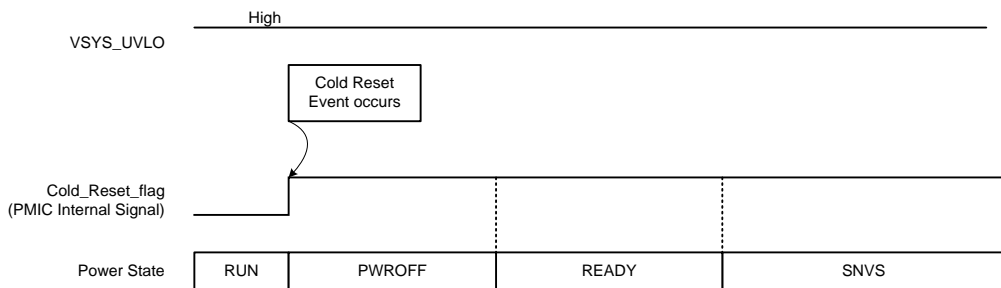 High
VSYS_UVLO
Cold Reset
Event occurs
Cold_Reset_flag
(PMIC Internal Signal)
Power State
RUN
PWROFF
READY
SNVS